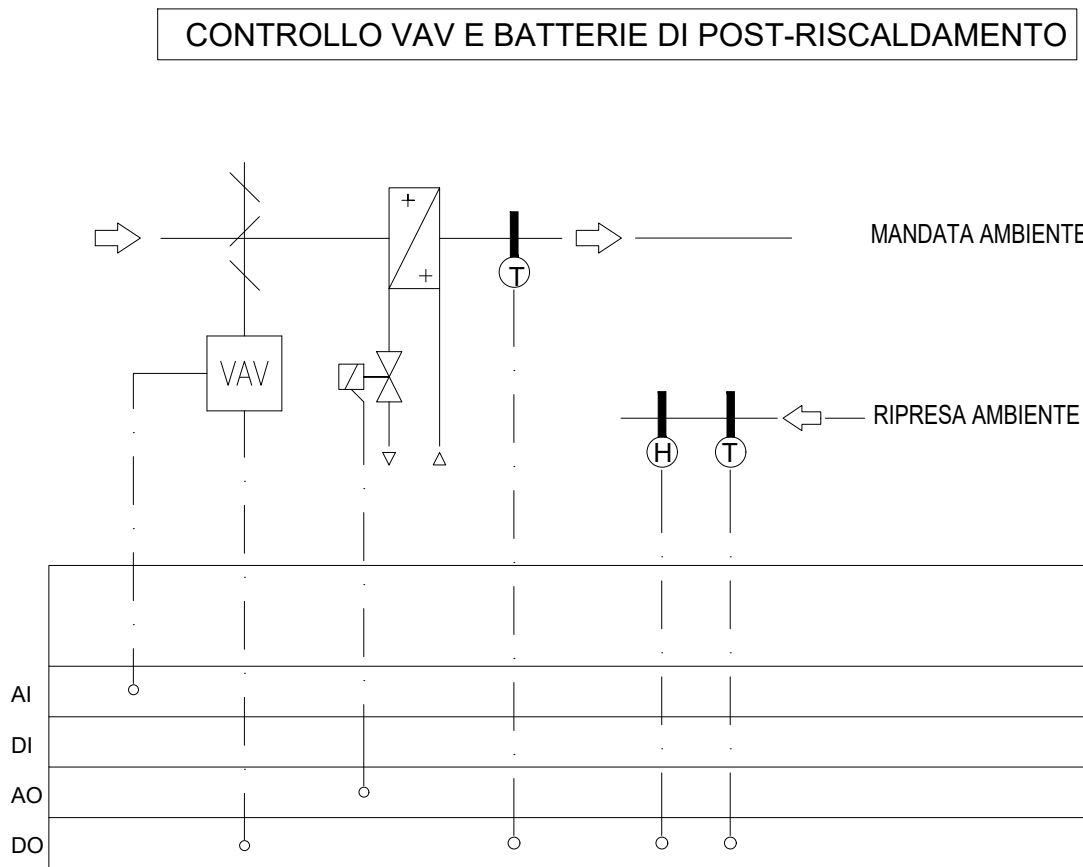 CONTROLLO VAV E BATTERIE DI POST-RISCALDAMENTO
+
+
T
MANDATA AMBIENTE
VAV
RIPRESA AMBIENTE
H T
AI
DI
AO
DO